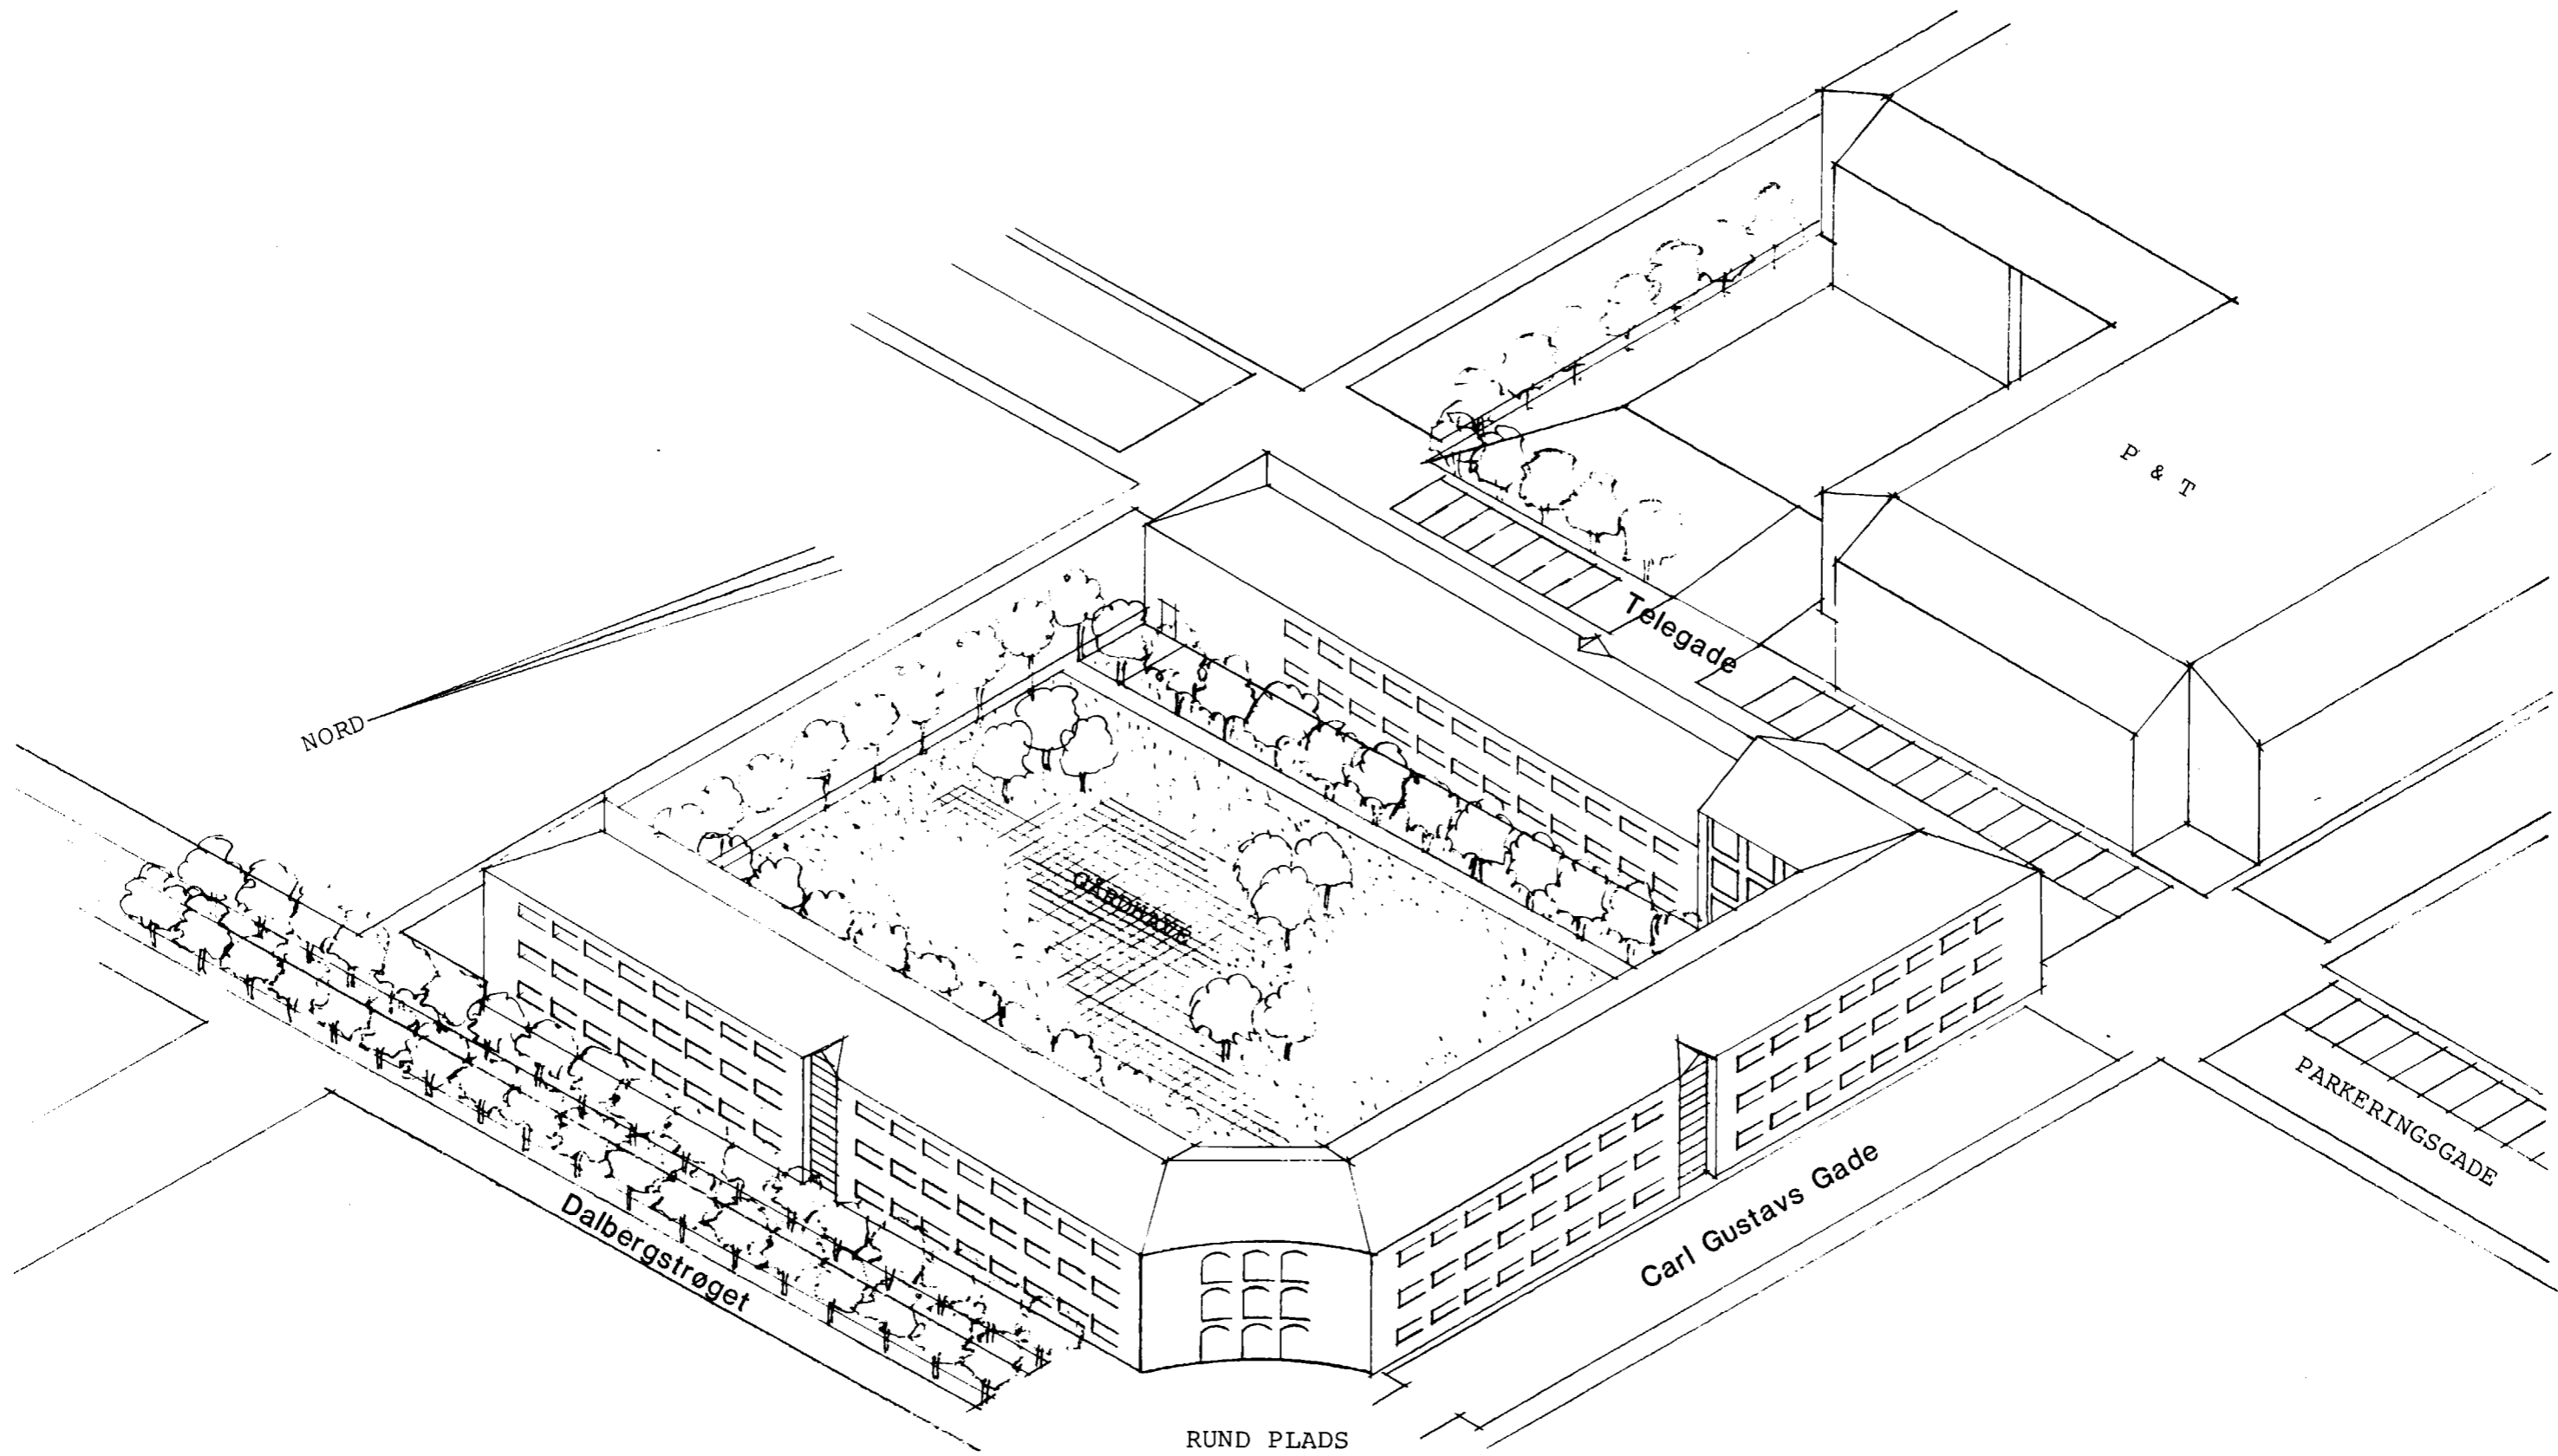 P & T
Telegade
NORD
GÅRDHAVE
PARKERINGSGADE
Carl Gustavs Gade
Dalbergstrøget
RUND PLADS